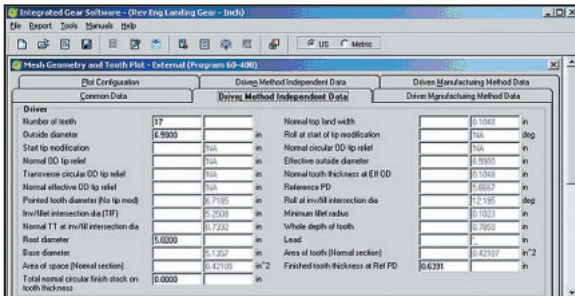 Integrated Gear Software - (Rev Eng Landing Gear - Inch)
File Report Tools Manuals Help
US Metric
Mesh Geometry and Tooth Plot - External (Program 60-400)
Plot Configuration Driven Method Independent Data Driven Manufacturing Method Data
Common Data Driver Method Independent Data Driver Manufacturing Method Data
Driver
Number of teeth 17 Normal top land width 0.1048 in
Outside diameter 6.5900 in Roll at start of tip modification NA deg
Start tip modification NA in Normal circular OD tip relief NA in
Normal OD tip relief NA in Effective outside diameter 6.5900 in
Transverse circular OD tip relief NA in Normal tooth thickness at Eff OD 0.1048 in
Normal effective OD tip relief NA in Reference PD 5.6667 in
Pointed tooth diameter (No tip mod) 6.7185 in Roll at inv/fill intersection dia 12.195 deg
Inv/fillet intersection dia (TIF) 5.2508 in Minimum fillet radius 0.1023 in
Normal TT at inv/fill intersection dia 0.7332 in Whole depth of tooth 0.7850 in
Root diameter 5.0200 in Lead in
Base diameter 5.1357 in Area of tooth (Normal section) 0.42107 in^2
Area of space (Normal section) 0.42105 in^2 Finished tooth thickness at Ref PD 0.6391 in
Total normal circular finish stock on tooth thickness 0.0000 in